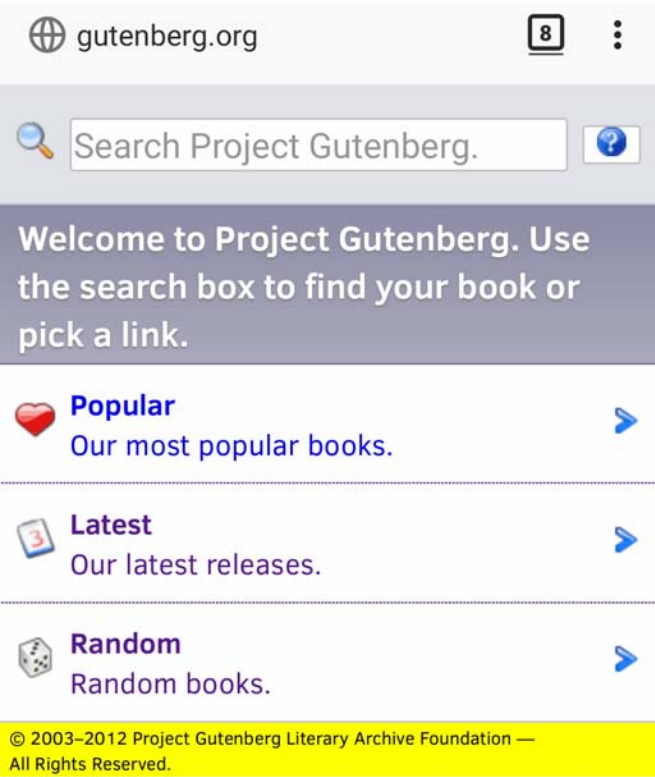 gutenberg.org
8
Search Project Gutenberg.
?
Welcome to Project Gutenberg. Use
the search box to find your book or
pick a link.
Popular
Our most popular books.
3
Latest
Our latest releases.
Random
Random books.
© 2003–2012 Project Gutenberg Literary Archive Foundation —
All Rights Reserved.